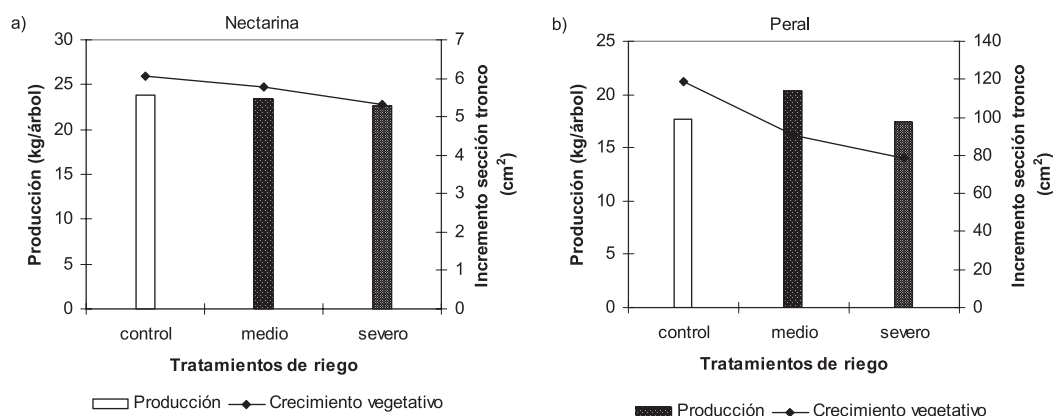 a)
Nectarina
Producción (kg/árbol)
30
25
20
15
10
5
0
7
6
5
4
3
2
1
0
Incremento sección tronco
(cm²)
control
medio
severo
Tratamientos de riego
Producción
Crecimiento vegetativo
b)
Peral
Producción (kg/árbol)
25
20
15
10
5
0
140
120
100
80
60
40
20
0
Incremento sección tronco
(cm²)
control
medio
severo
Tratamientos de riego
Producción
Crecimiento vegetativo